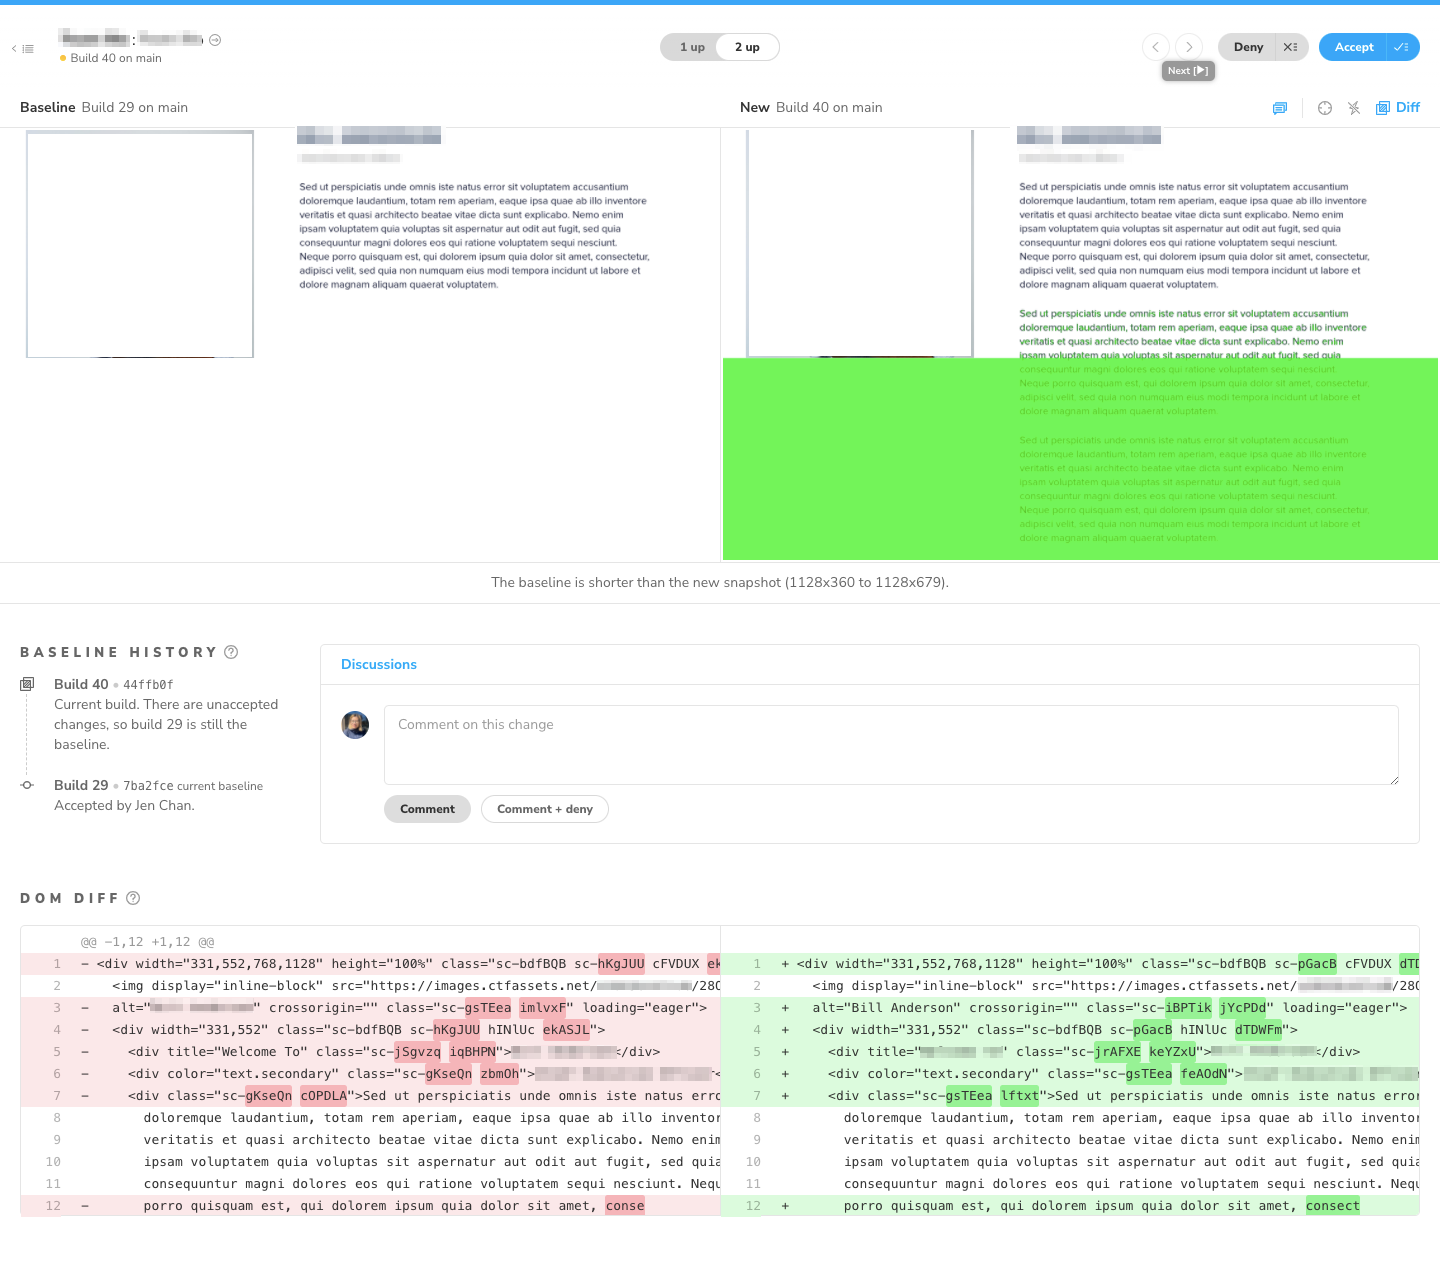 :
Build 40 on main
1 up 2 up
Deny
Accept
Next [▶]
Baseline Build 29 on main
New Build 40 on main
Diff
Sed ut perspiciatis unde omnis iste natus error sit voluptatem accusantium
doloremque laudantium, totam rem aperiam, eaque ipsa quae ab illo inventore
veritatis et quasi architecto beatae vitae dicta sunt explicabo. Nemo enim
ipsam voluptatem quia voluptas sit aspernatur aut odit aut fugit, sed quia
consequuntur magni dolores eos qui ratione voluptatem sequi nesciunt.
Neque porro quisquam est, qui dolorem ipsum quia dolor sit amet, consectetur,
adipisci velit, sed quia non numquam eius modi tempora incidunt ut labore et
dolore magnam aliquam quaerat voluptatem.
Sed ut perspiciatis unde omnis iste natus error sit voluptatem accusantium
doloremque laudantium, totam rem aperiam, eaque ipsa quae ab illo inventore
veritatis et quasi architecto beatae vitae dicta sunt explicabo. Nemo enim
ipsam voluptatem quia voluptas sit aspernatur aut odit aut fugit, sed quia
consequuntur magni dolores eos qui ratione voluptatem sequi nesciunt.
Neque porro quisquam est, qui dolorem ipsum quia dolor sit amet, consectetur,
adipisci velit, sed quia non numquam eius modi tempora incidunt ut labore et
dolore magnam aliquam quaerat voluptatem.
Sed ut perspiciatis unde omnis iste natus error sit voluptatem accusantium
doloremque laudantium, totam rem aperiam, eaque ipsa quae ab illo inventore
veritatis et quasi architecto beatae vitae dicta sunt explicabo. Nemo enim
ipsam voluptatem quia voluptas sit aspernatur aut odit aut fugit, sed quia
consequuntur magni dolores eos qui ratione voluptatem sequi nesciunt.
Neque porro quisquam est, qui dolorem ipsum quia dolor sit amet, consectetur,
adipisci velit, sed quia non numquam eius modi tempora incidunt ut labore et
dolore magnam aliquam quaerat voluptatem
Sed ut perspiciatis unde omnis iste natus error sit voluptatem accusantium
doloremque laudantium, totam rem aperiam, eaque ipsa quae ab illo inventore
veritatis et quasi architecto beatae vitae dicta sunt explicabo. Nemo enim
ipsam voluptatem quia voluptas sit aspernatur aut odit aut fugit, sed quia
consequuntur magni dolores eos qui ratione voluptatem sequi nesciunt.
Neque porro quisquam est, qui dolorem ipsum quia dolor sit amet, consectetur,
adipisci velit, sed quia non numquam eius modi tempora incidunt ut labore et
dolore magnam aliquam quaerat voluptatem
The baseline is shorter than the new snapshot (1128x360 to 1128x679).
BASELINE HISTORY
Build 40 • 44ffb0f
Current build. There are unaccepted
changes, so build 29 is still the
baseline.
Build 29 • 7ba2fce current baseline
Accepted by Jen Chan.
Discussions
Comment on this change
Comment Comment + deny
DOM DIFF
@@ -1,12 +1,12 @@
1 - <div width="331,552,768,1128" height="100%" class="sc-bdfBQB sc-hKgJUU cFVDUX ek
2 <img display="inline-block" src="https://images.ctfassets.net/ /28C
3 - alt=" " crossorigin="" class="sc-gsTEea imlvxF" loading="eager">
4 - <div width="331,552" class="sc-bdfBQB sc-hKgJUU hINlUc ekASJL">
5 - <div title="Welcome To" class="sc-jSgvzq iqBHPN"> </div>
6 - <div color="text.secondary" class="sc-gKseQn zbmOh"> <
7 - <div class="sc-gKseQn cOPDLA">Sed ut perspiciatis unde omnis iste natus erro
8 doloremque laudantium, totam rem aperiam, eaque ipsa quae ab illo inventor
9 veritatis et quasi architecto beatae vitae dicta sunt explicabo. Nemo enim
10 ipsam voluptatem quia voluptas sit aspernatur aut odit aut fugit, sed quia
11 consequuntur magni dolores eos qui ratione voluptatem sequi nesciunt. Nequ
12 - porro quisquam est, qui dolorem ipsum quia dolor sit amet, conse
1 + <div width="331,552,768,1128" height="100%" class="sc-bdfBQB sc-pGacB cFVDUX dTD
2 <img display="inline-block" src="https://images.ctfassets.net/ /28C
3 + alt="Bill Anderson" crossorigin="" class="sc-iBPTik jYcPDd" loading="eager">
4 + <div width="331,552" class="sc-bdfBQB sc-pGacB hINlUc dTDWFm">
5 + <div title=" " class="sc-jrAFXE keYZxU"> </div>
6 + <div color="text.secondary" class="sc-gsTEea feAOdN">
7 + <div class="sc-gsTEea lftxt">Sed ut perspiciatis unde omnis iste natus error
8 doloremque laudantium, totam rem aperiam, eaque ipsa quae ab illo inventor
9 veritatis et quasi architecto beatae vitae dicta sunt explicabo. Nemo enim
10 ipsam voluptatem quia voluptas sit aspernatur aut odit aut fugit, sed quia
11 consequuntur magni dolores eos qui ratione voluptatem sequi nesciunt. Nequ
12 + porro quisquam est, qui dolorem ipsum quia dolor sit amet, consect